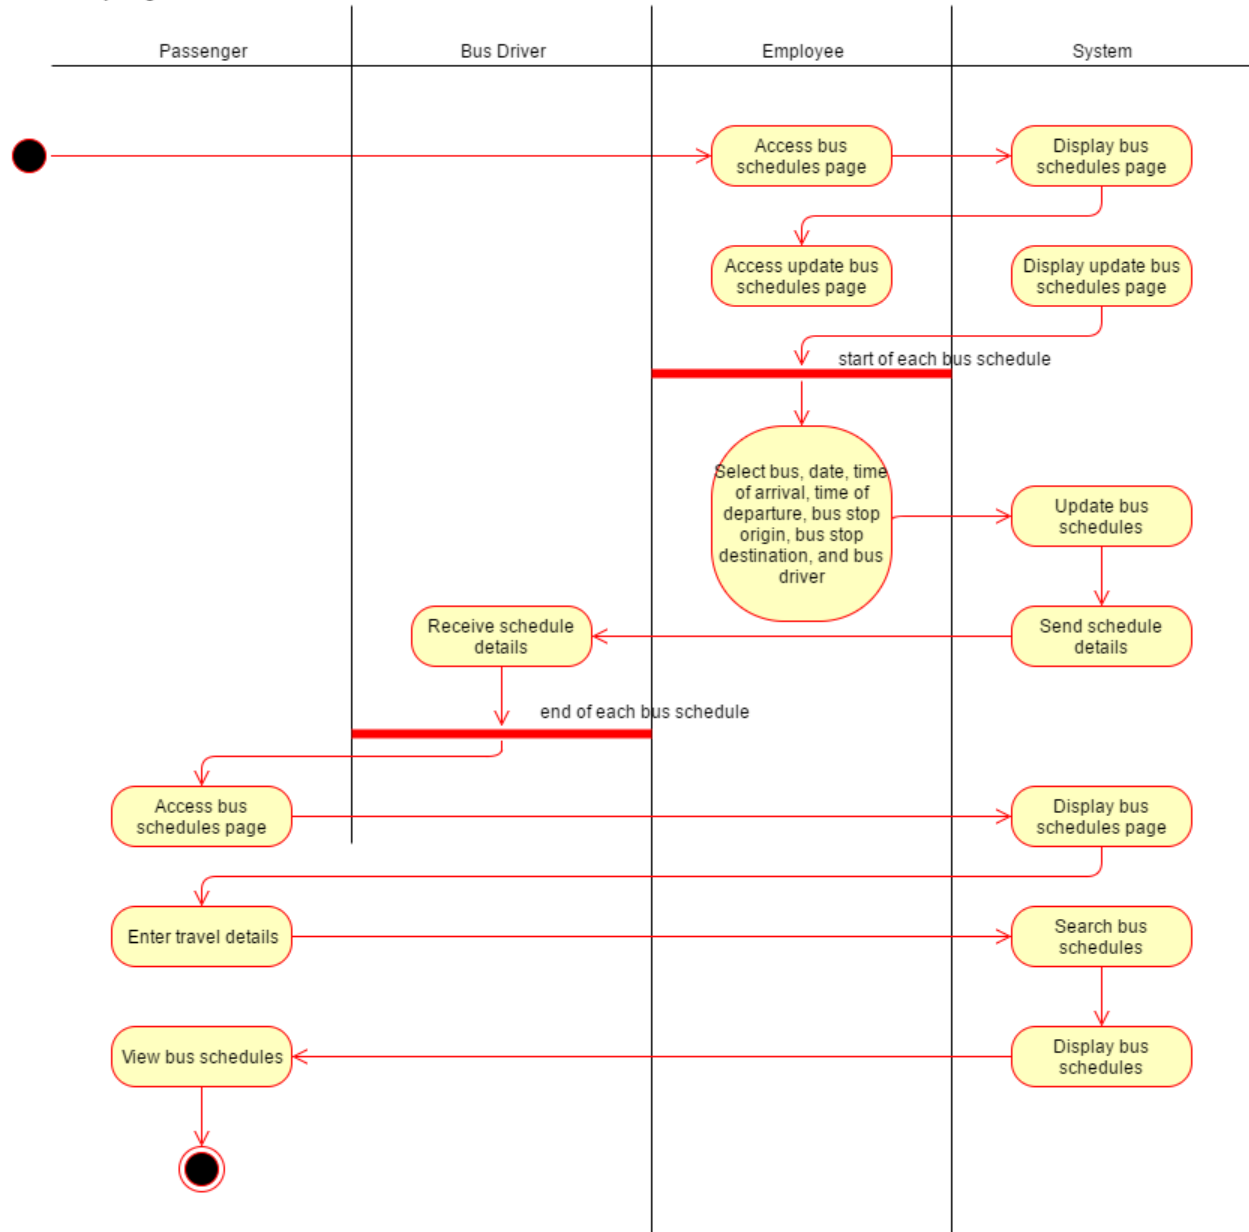 Passenger
Bus Driver
Employee
System
Access bus
schedules page
Display bus
schedules page
Access update bus
schedules page
Display update bus
schedules page
start of each bus schedule
Select bus, date, time
of arrival, time of
departure, bus stop
origin, bus stop
destination, and bus
driver
Update bus
schedules
Receive schedule
details
Send schedule
details
end of each bus schedule
Access bus
schedules page
Display bus
schedules page
Enter travel details
Search bus
schedules
View bus schedules
Display bus
schedules